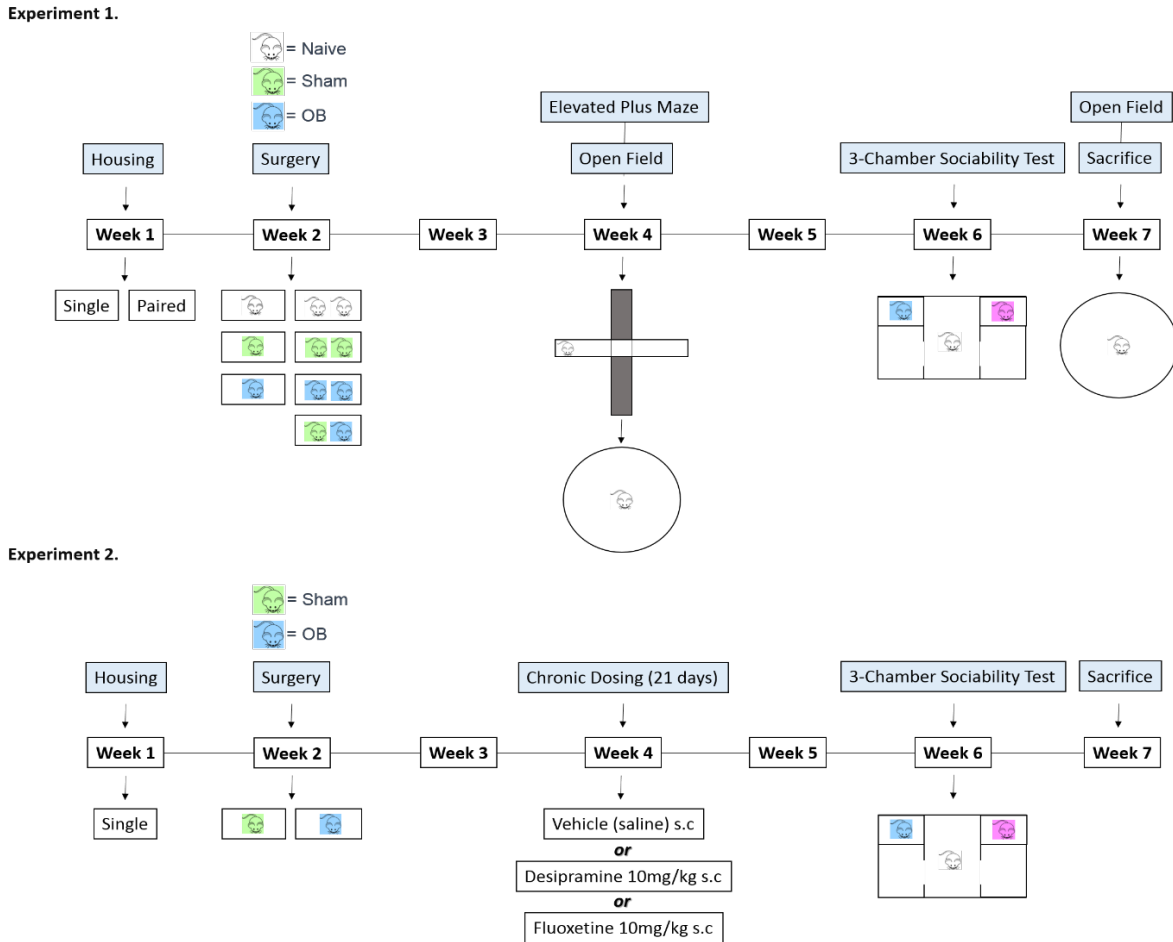 Experiment 1.
= Naive
= Sham
= OB
Elevated Plus Maze
Open Field
Housing
Surgery
Open Field
3-Chamber Sociability Test
Sacrifice
Week 1
Week 2
Week 3
Week 4
Week 5
Week 6
Week 7
Single
Paired
Experiment 2.
= Sham
= OB
Housing
Surgery
Chronic Dosing (21 days)
3-Chamber Sociability Test
Sacrifice
Week 1
Week 2
Week 3
Week 4
Week 5
Week 6
Week 7
Single
Vehicle (saline) s.c
or
Desipramine 10mg/kg s.c
or
Fluoxetine 10mg/kg s.c